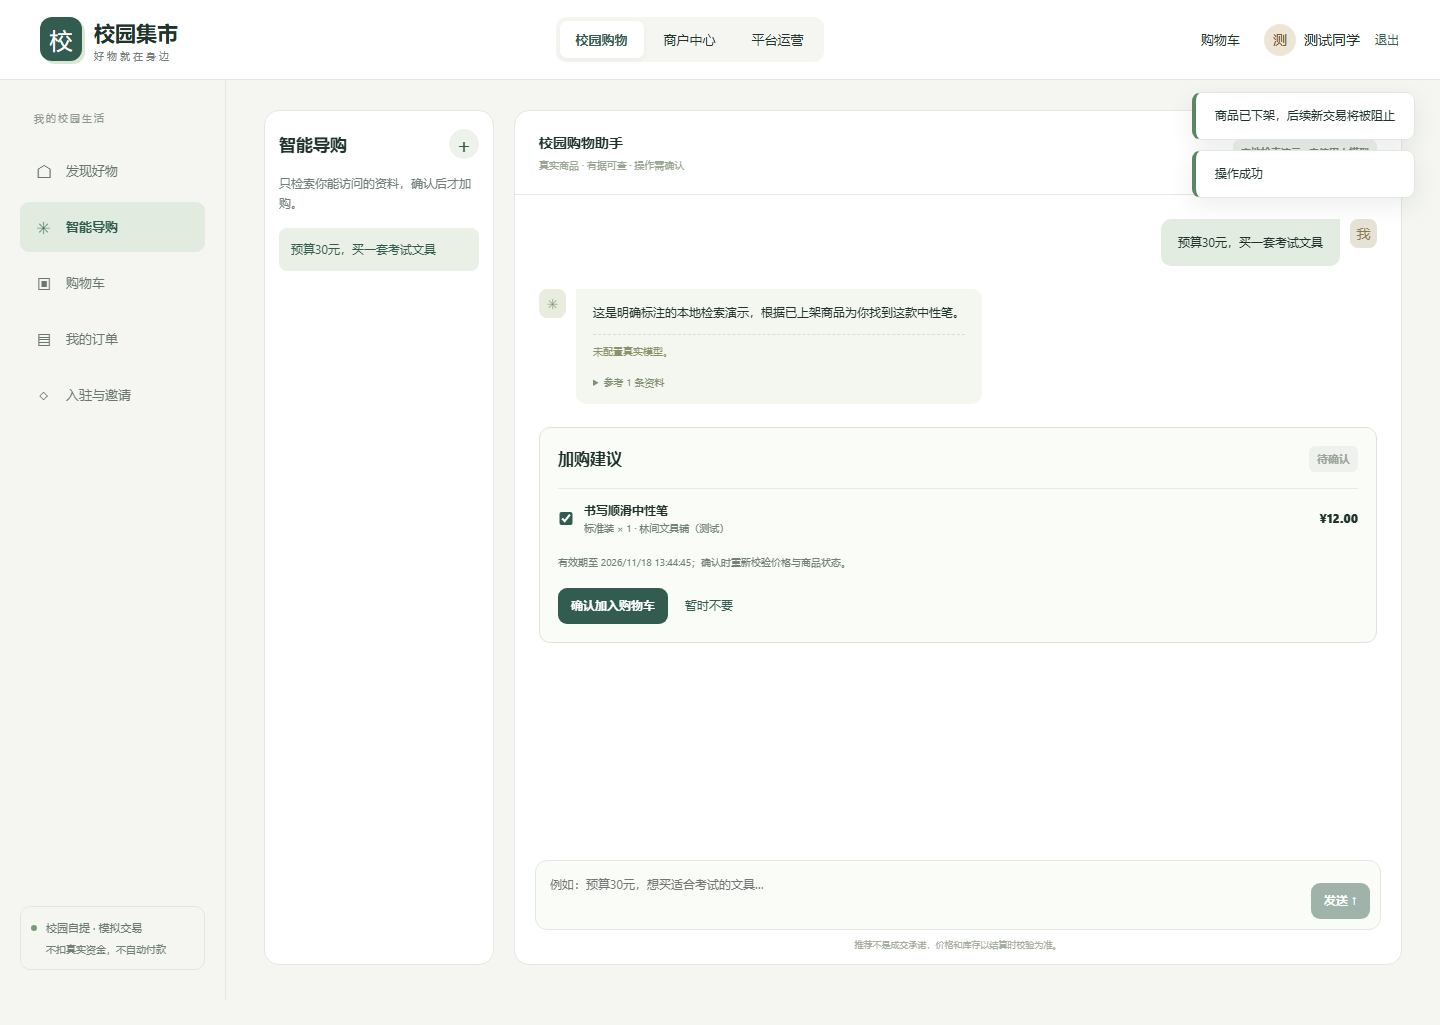 校
校园集市
好物就在身边
校园购物
商户中心
平台运营
购物车
测
测试同学
退出
我的校园生活
发现好物
智能导购
购物车
我的订单
入驻与邀请
校园自提 · 模拟交易
不扣真实资金，不自动付款
智能导购
+
只检索你能访问的资料，确认后才加
购。
预算30元，买一套考试文具
校园购物助手
真实商品 · 有据可查 · 操作需确认
商品已下架，后续新交易将被阻止
操作成功
预算30元，买一套考试文具
我
这是明确标注的本地检索演示，根据已上架商品为你找到这款中性笔。
未配置真实模型。
参考 1 条资料
加购建议
待确认
书写顺滑中性笔
标准装 × 1 · 林间文具铺（测试）
¥12.00
有效期至 2026/11/18 13:44:45；确认时重新校验价格与商品状态。
确认加入购物车
暂时不要
例如：预算30元，想买适合考试的文具...
发送 ↑
推荐不是成交承诺，价格和库存以结算时校验为准。